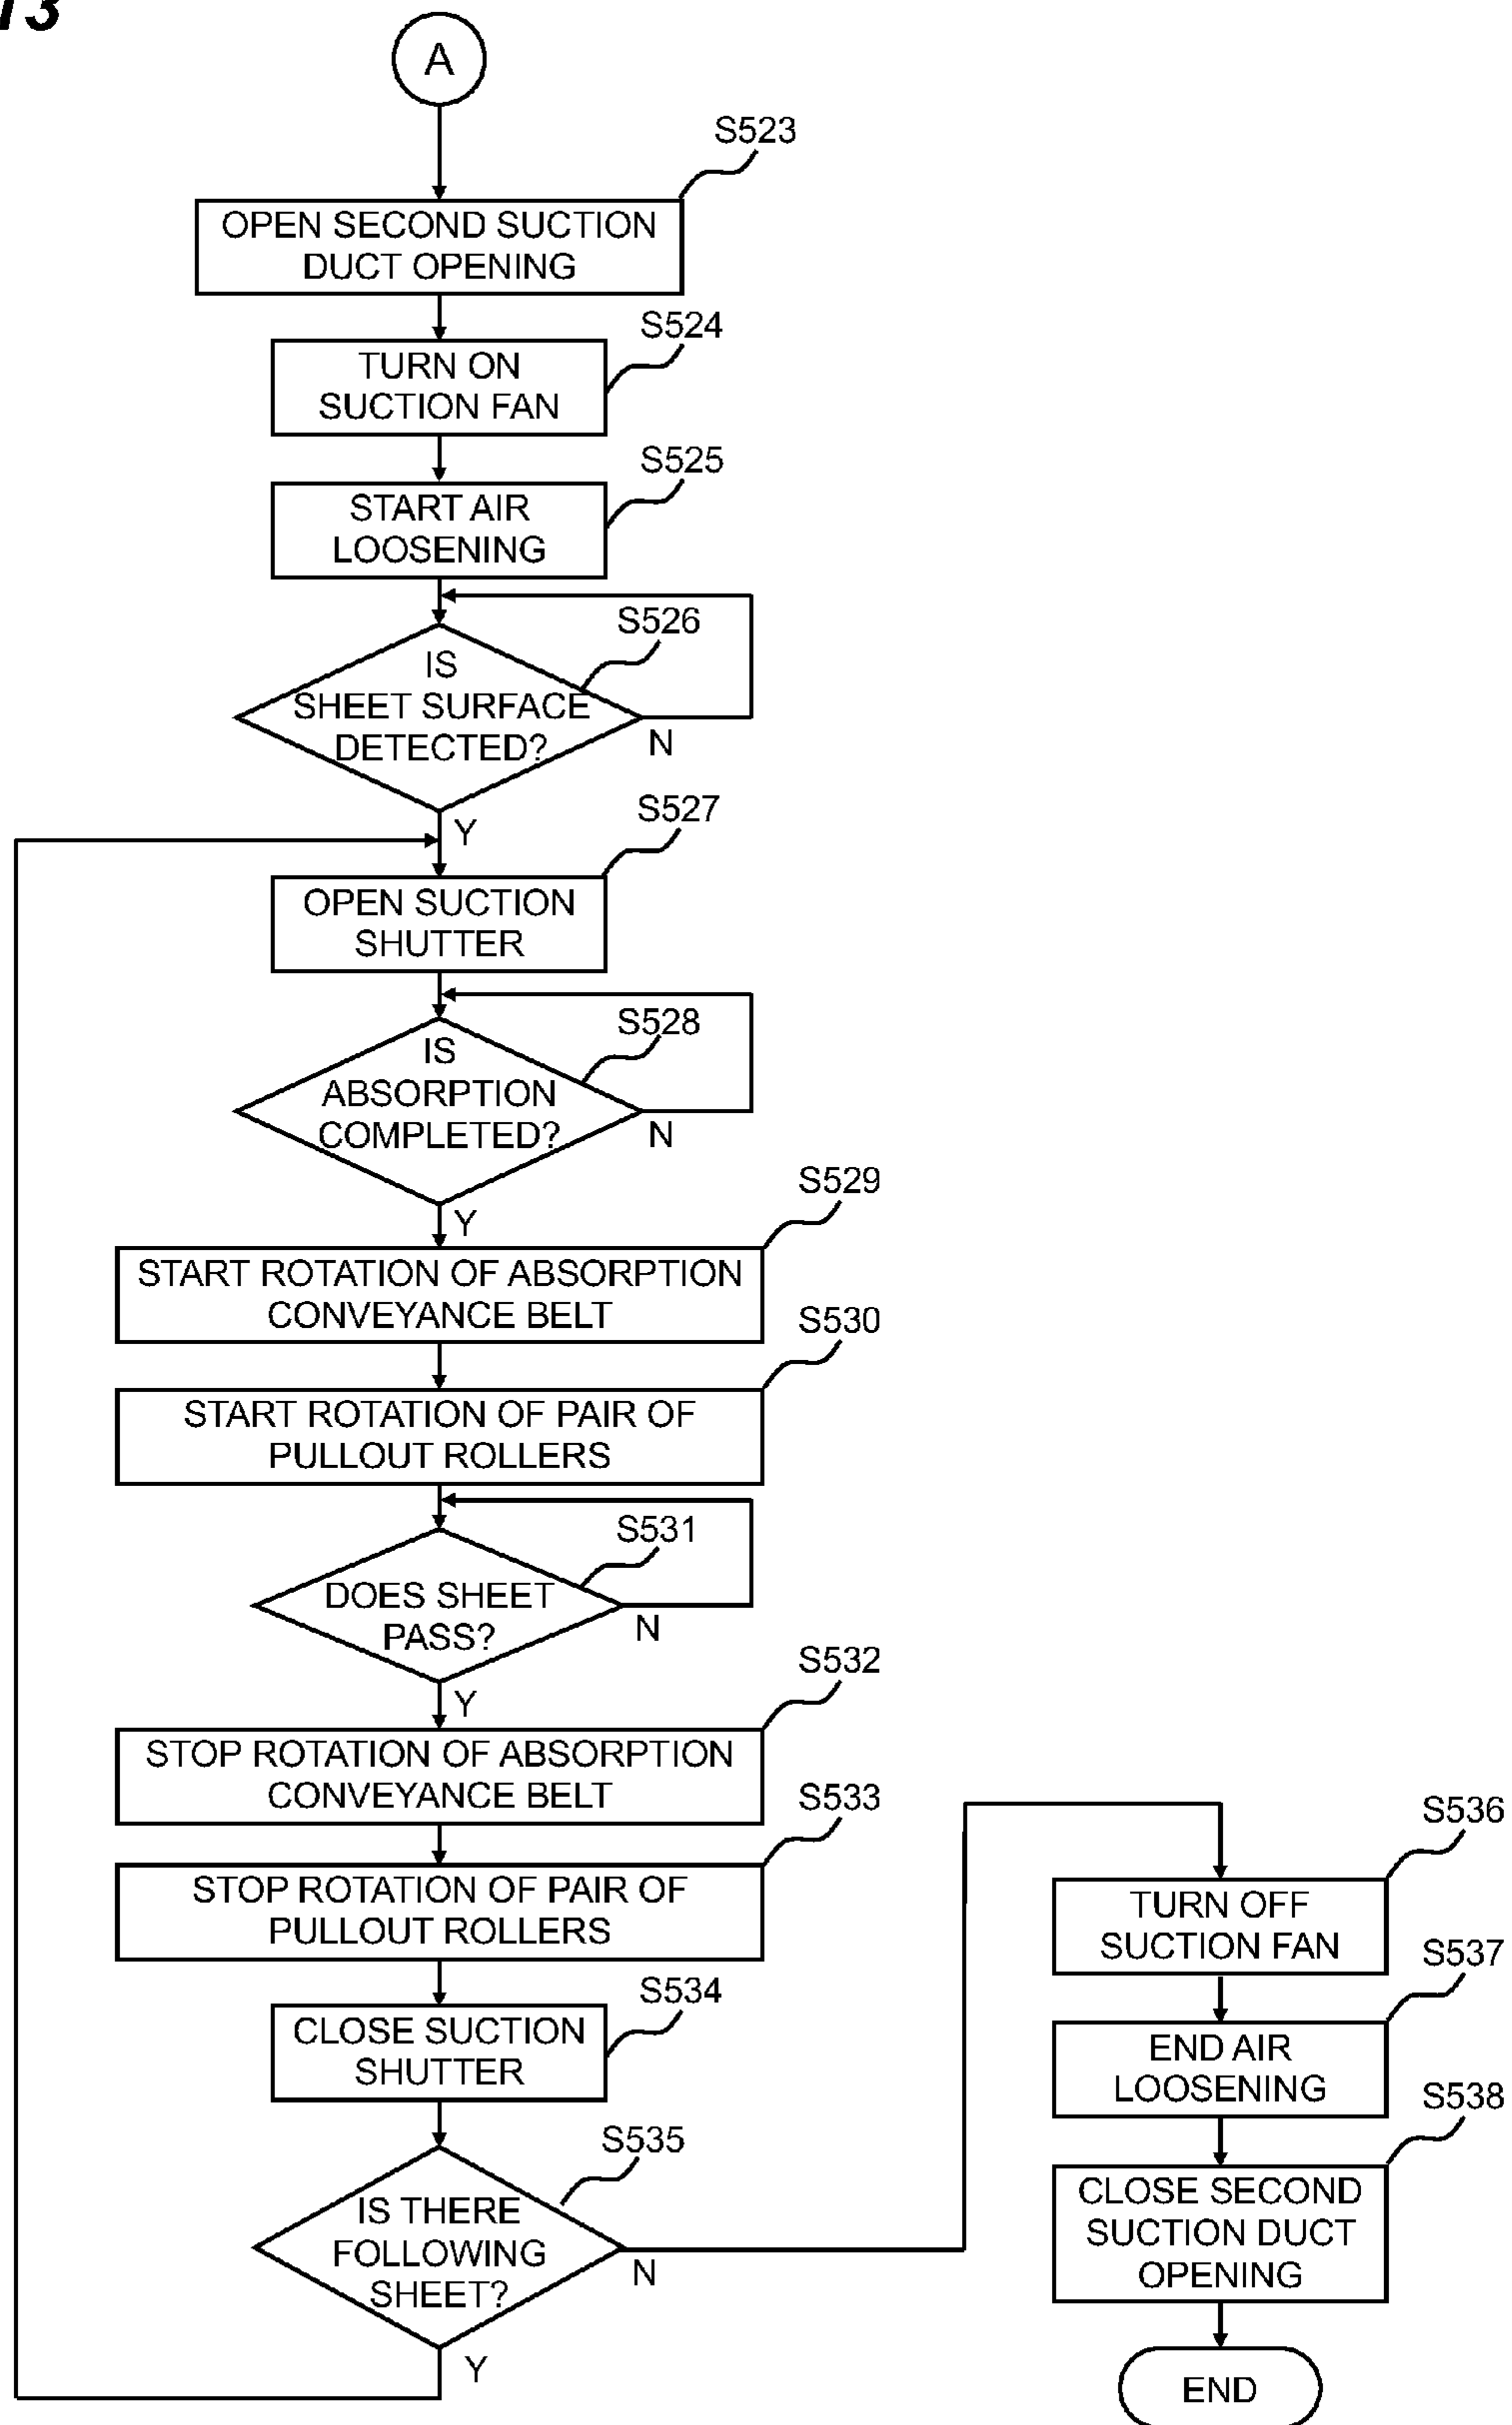 13
A
S523
OPEN SECOND SUCTION
DUCT OPENING
S524
TURN ON
SUCTION FAN
S525
START AIR
LOOSENING
S526
IS
SHEET SURFACE
DETECTED?
N
Y
S527
OPEN SUCTION
SHUTTER
S528
IS
ABSORPTION
COMPLETED?
N
Y
S529
START ROTATION OF ABSORPTION
CONVEYANCE BELT
S530
START ROTATION OF PAIR OF
PULLOUT ROLLERS
S531
DOES SHEET
PASS?
N
Y
S532
STOP ROTATION OF ABSORPTION
CONVEYANCE BELT
S533
STOP ROTATION OF PAIR OF
PULLOUT ROLLERS
S534
CLOSE SUCTION
SHUTTER
S535
IS THERE
FOLLOWING
SHEET?
N
Y
S536
TURN OFF
SUCTION FAN
S537
END AIR
LOOSENING
S538
CLOSE SECOND
SUCTION DUCT
OPENING
END